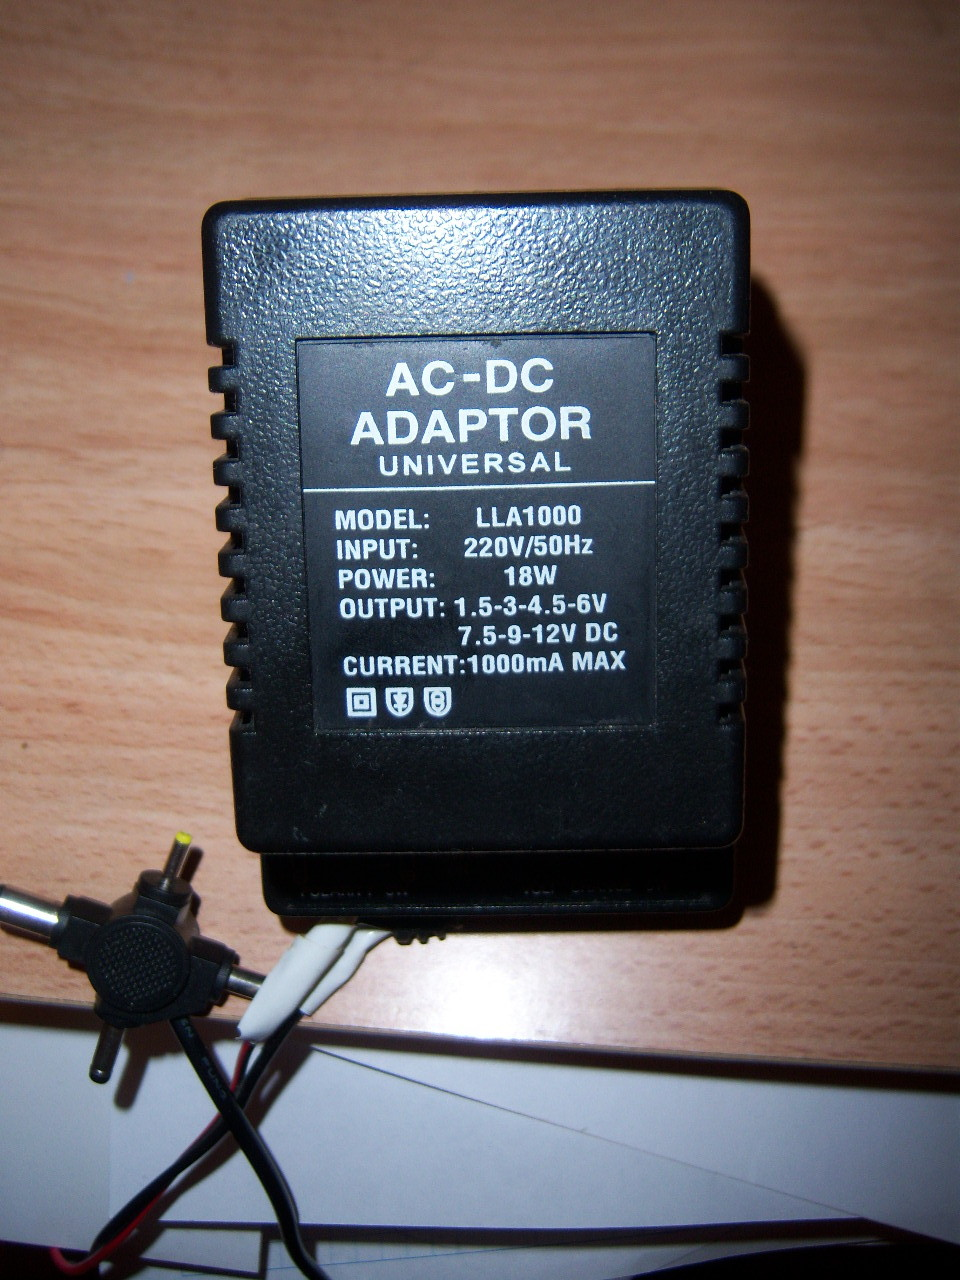 AC-DC
ADAPTOR
UNIVERSAL
MODEL: LLA1000
INPUT: 220V/50Hz
POWER: 18W
OUTPUT: 1.5-3-4.5-6V
7.5-9-12V DC
CURRENT:1000mA MAX